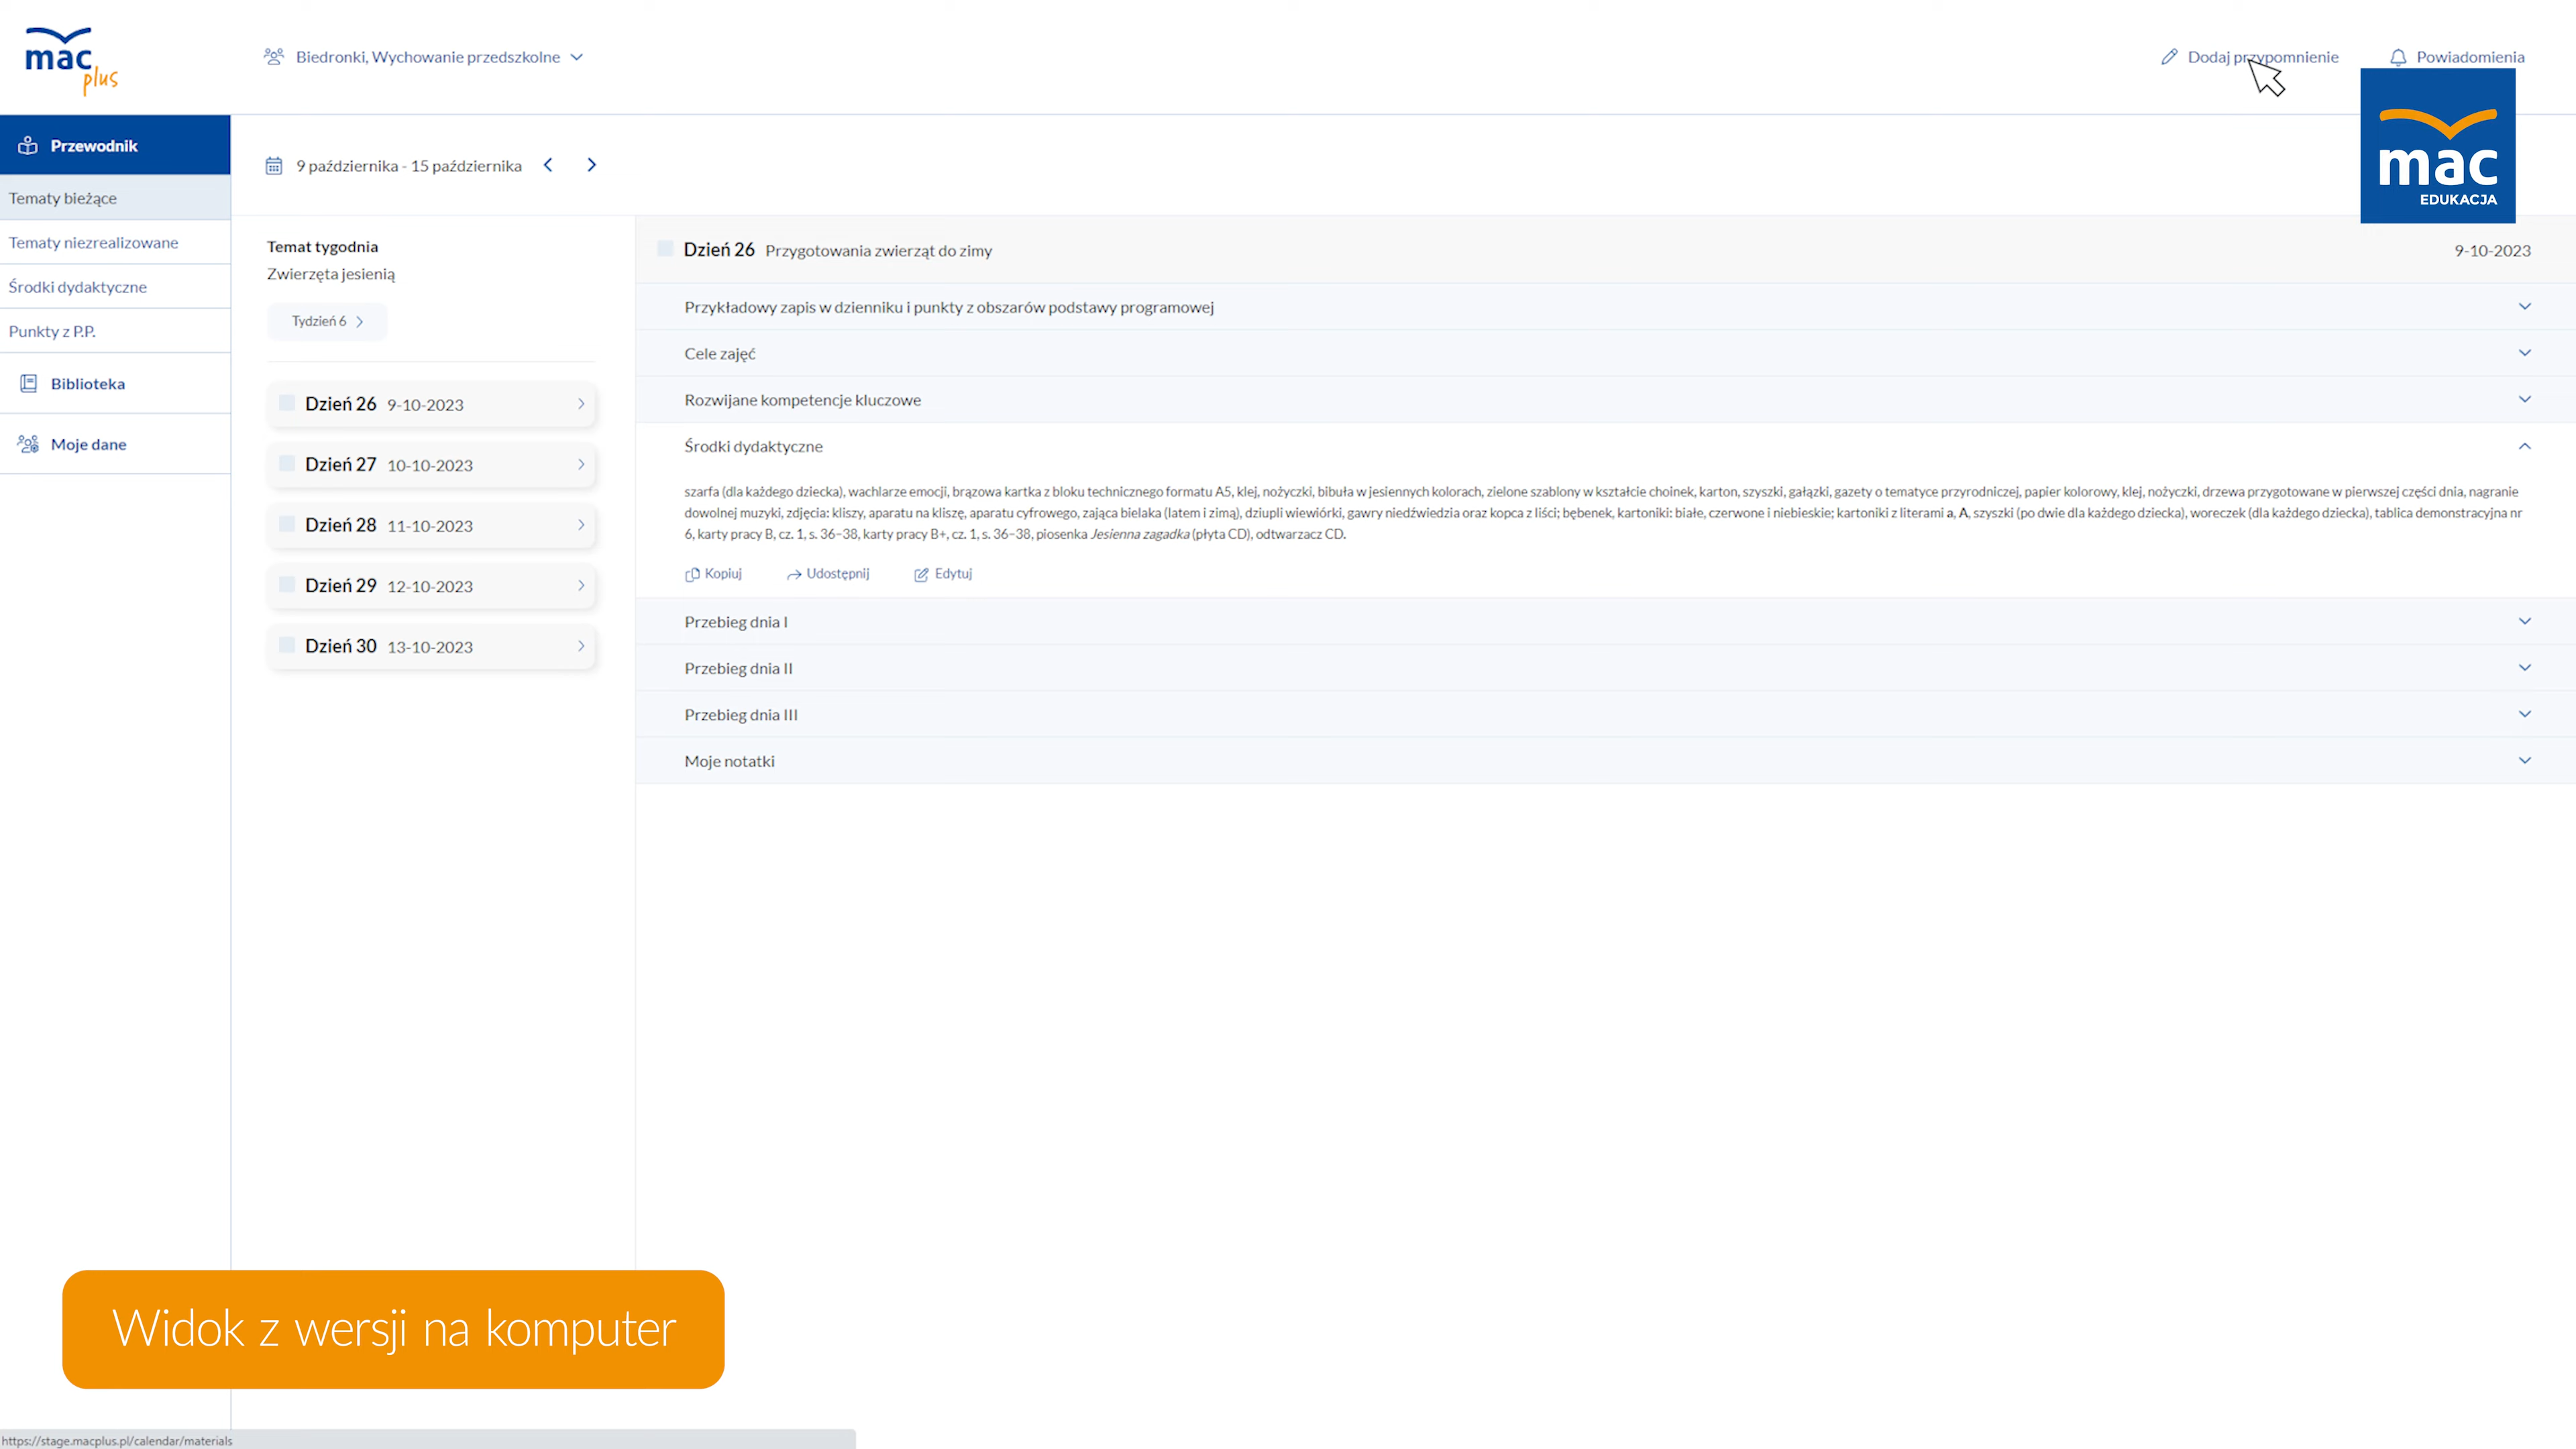 mac
plus
Biedronki, Wychowanie przedszkolne
Dodaj przypomnienie
Powiadomienia
mac
EDUKACJA
Przewodnik
Tematy bieżące
Tematy niezrealizowane
Środki dydaktyczne
Punkty z P.P.
Biblioteka
Moje dane
9 października - 15 października
Temat tygodnia
Zwierzęta jesienią
Tydzień 6
Dzień 26 9-10-2023
Dzień 27 10-10-2023
Dzień 28 11-10-2023
Dzień 29 12-10-2023
Dzień 30 13-10-2023
Dzień 26 Przygotowania zwierząt do zimy 9-10-2023
Przykładowy zapis w dzienniku i punkty z obszarów podstawy programowej
Cele zajęć
Rozwijane kompetencje kluczowe
Środki dydaktyczne
szarfa (dla każdego dziecka), wachlarze emocji, brązowa kartka z bloku technicznego formatu A5, klej, nożyczki, bibuła w jesiennych kolorach, zielone szablony w kształcie choinek, karton, szyszki, gałązki, gazety o tematyce przyrodniczej, papier kolorowy, klej, nożyczki, drzewa przygotowane w pierwszej części dnia, nagranie
dowolnej muzyki, zdjęcia: kliszy, aparatu na kliszę, aparatu cyfrowego, zająca bielaka (latem i zimą), dziupli wiewiórki, gawry niedźwiedzia oraz kopca z liści; bębenek, kartoniki: białe, czerwone i niebieskie; kartoniki z literami a, A, szyszki (po dwie dla każdego dziecka), woreczek (dla każdego dziecka), tablica demonstracyjna nr
6, karty pracy B, cz. 1, s. 36–38, karty pracy B+, cz. 1, s. 36–38, piosenka Jesienna zagadka (płyta CD), odtwarzacz CD.
Kopiuj Udostępnij Edytuj
Przebieg dnia I
Przebieg dnia II
Przebieg dnia III
Moje notatki
Widok z wersji na komputer
https://stage.macplus.pl/calendar/materials